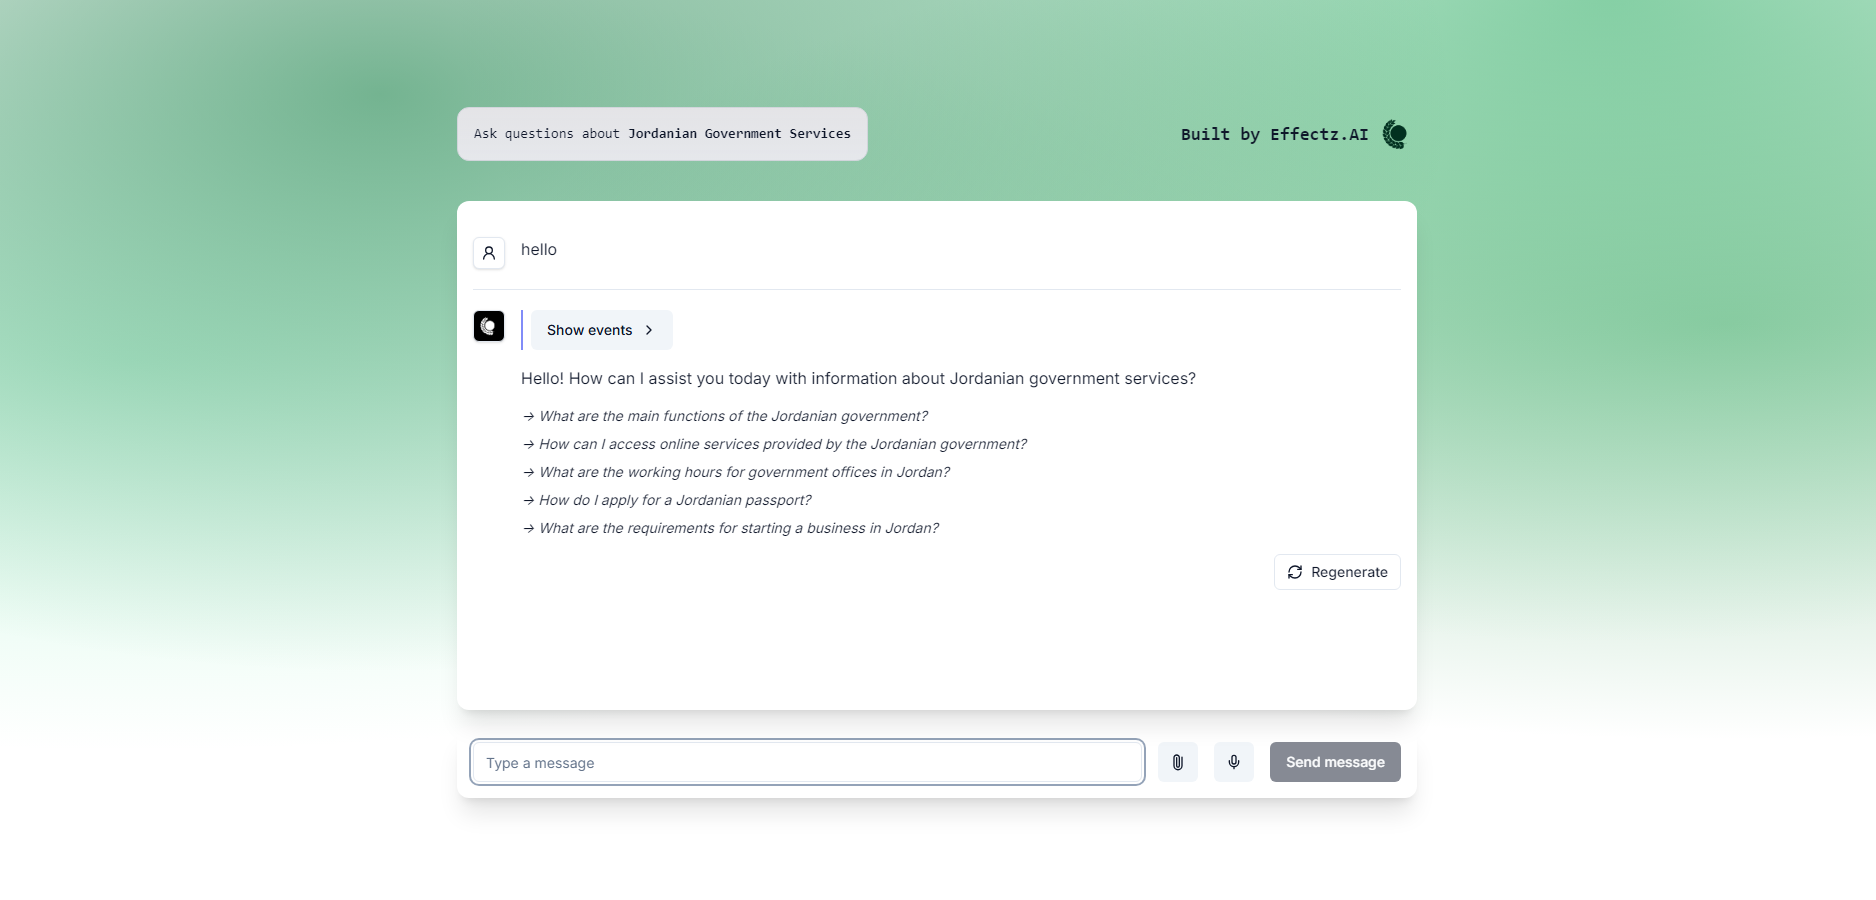 Ask questions about Jordanian Government Services
Built by Effectz.AI
hello
Show events
Hello! How can I assist you today with information about Jordanian government services?
→ What are the main functions of the Jordanian government?
→ How can I access online services provided by the Jordanian government?
→ What are the working hours for government offices in Jordan?
→ How do I apply for a Jordanian passport?
→ What are the requirements for starting a business in Jordan?
Regenerate
Type a message
Send message